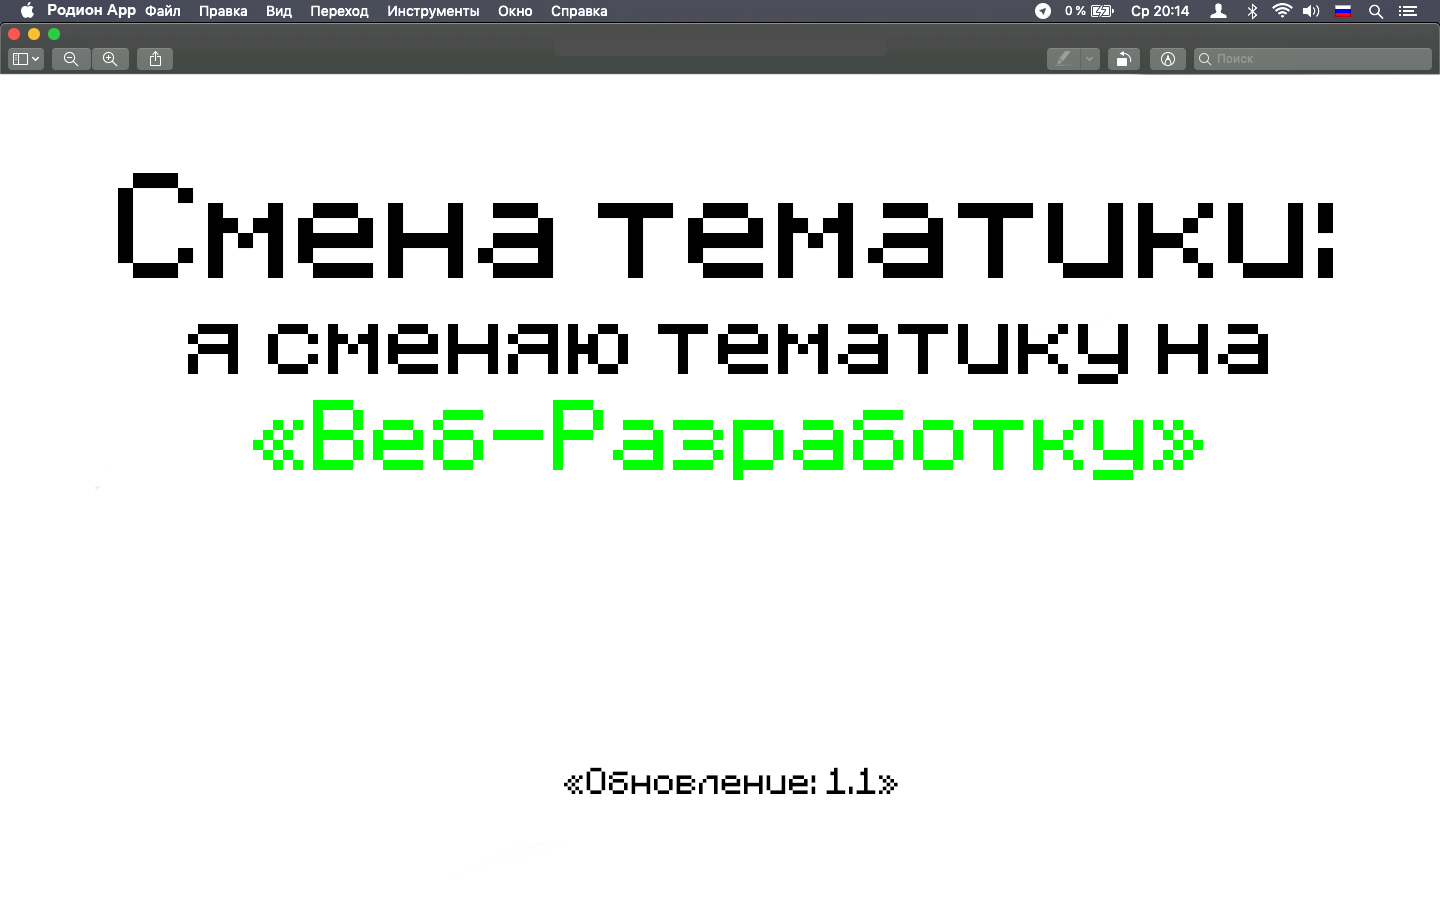 Родион App Файл Правка Вид Переход Инструменты Окно Справка 0 % Ср 20:14
Поиск
Смена тематики:
я сменяю тематику на
«Веб-Разработку»
«Обновление: 1.1»